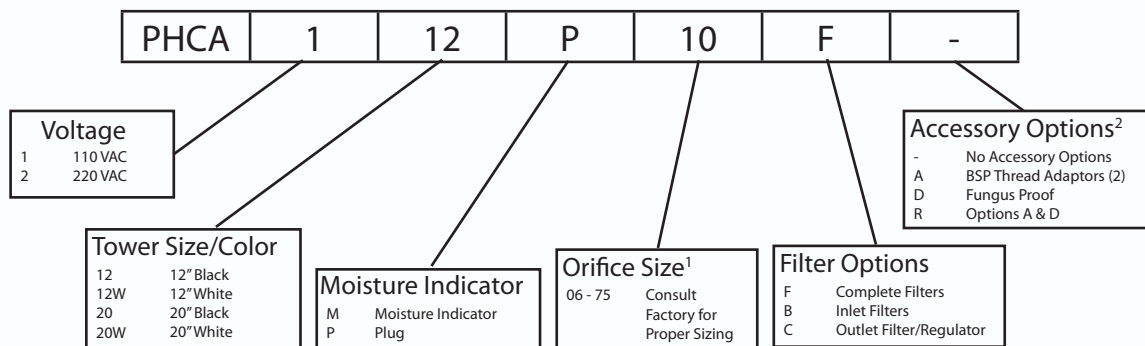 PHCA 1 12 P 10 F -
Voltage
1 110 VAC
2 220 VAC
Accessory Options²
- No Accessory Options
A BSP Thread Adaptors (2)
D Fungus Proof
R Options A & D
Tower Size/Color
12 12” Black
12W 12” White
20 20” Black
20W 20” White
Moisture Indicator
M Moisture Indicator
P Plug
Orifice Size¹
06 - 75 Consult
Factory for
Proper Sizing
Filter Options
F Complete Filters
B Inlet Filters
C Outlet Filter/Regulator